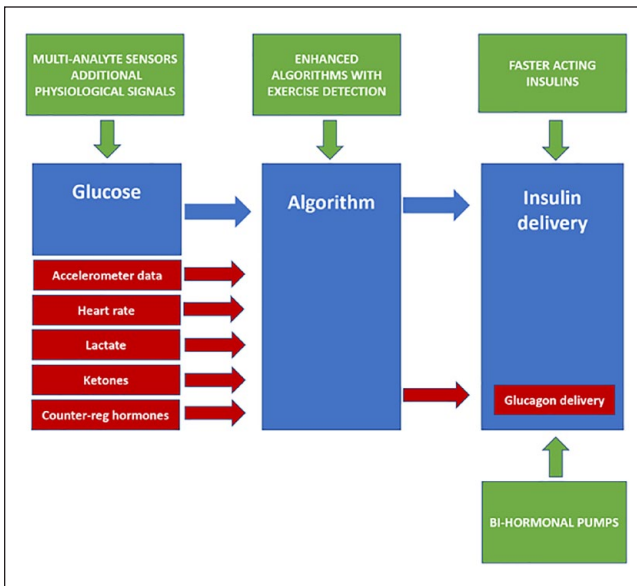 MULTI-ANALYTE SENSORS
ADDITIONAL
PHYSIOLOGICAL SIGNALS
ENHANCED
ALGORITHMS WITH
EXERCISE DETECTION
FASTER ACTING
INSULINS
Glucose
Algorithm
Insulin
delivery
Accelerometer data
Heart rate
Lactate
Ketones
Counter-reg hormones
Glucagon delivery
BI-HORMONAL PUMPS